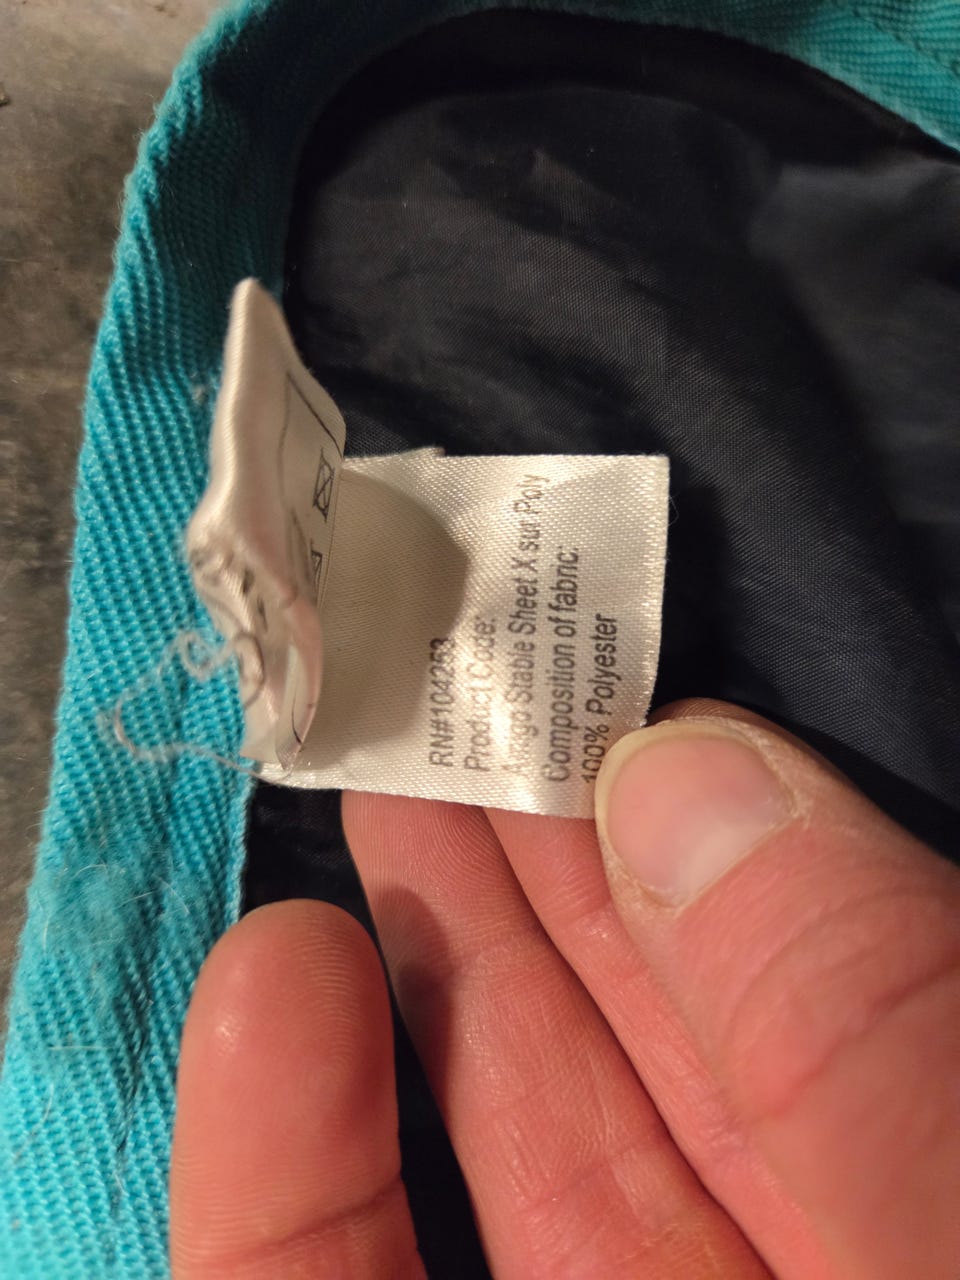 RN#104253
Product Code:
Amigo Stable Sheet X sur Poly
Composition of fabric:
100% Polyester